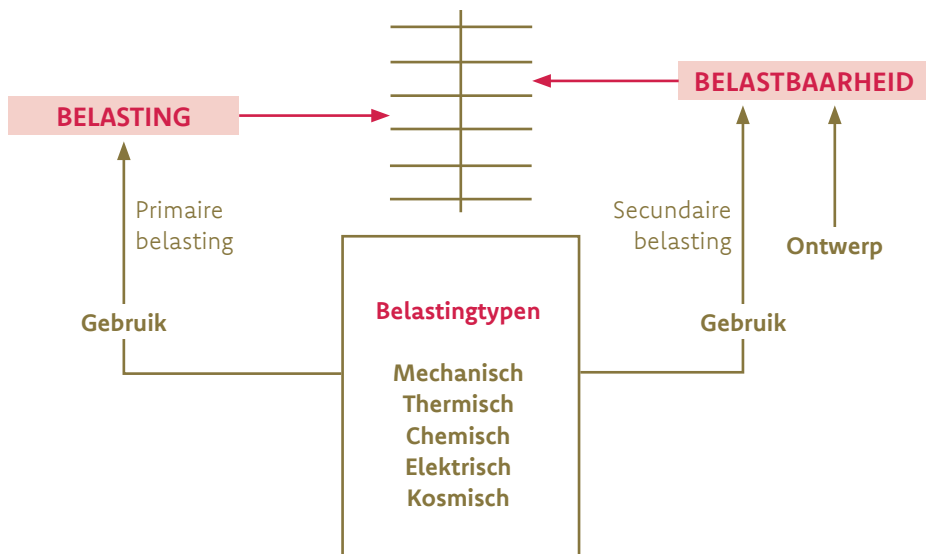 BELASTBAARHEID
BELASTING
Primaire
belasting
Secundaire
belasting
Ontwerp
Gebruik
Belastingtypen
Gebruik
Mechanisch
Thermisch
Chemisch
Elektrisch
Kosmisch